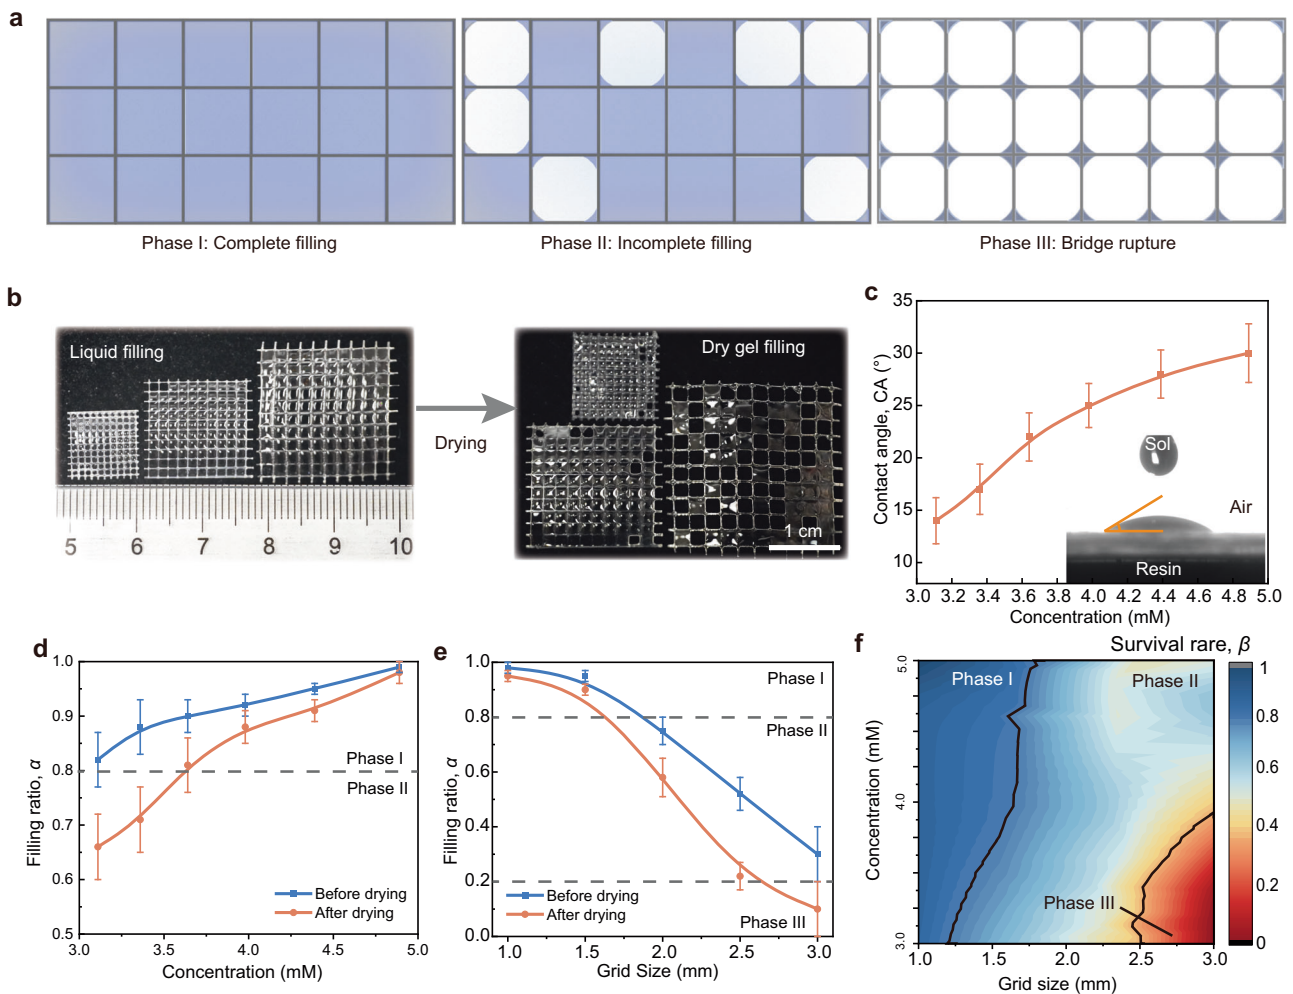 a
Phase I: Complete filling
Phase II: Incomplete filling
Phase III: Bridge rupture
b
Liquid filling
5 6 7 8 9 10
Drying
Dry gel filling
1 cm
c
Contact angle, CA (°)
35
30
25
20
15
10
Sol
Air
Resin
3.0 3.2 3.4 3.6 3.8 4.0 4.2 4.4 4.6 4.8 5.0
Concentration (mM)
d
Filling ratio, α
1.0
0.9
0.8
0.7
0.6
0.5
Phase I
Phase II
Before drying
After drying
3.0 3.5 4.0 4.5 5.0
Concentration (mM)
e
Filling ratio, α
1.0
0.8
0.6
0.4
0.2
0.0
Phase I
Phase II
Before drying
After drying
Phase III
1.0 1.5 2.0 2.5 3.0
Grid Size (mm)
f
Survival rare, β
Concentration (mM)
5.0
4.0
3.0
Phase I
Phase II
Phase III
1
0.8
0.6
0.4
0.2
0
1.0 1.5 2.0 2.5 3.0
Grid size (mm)